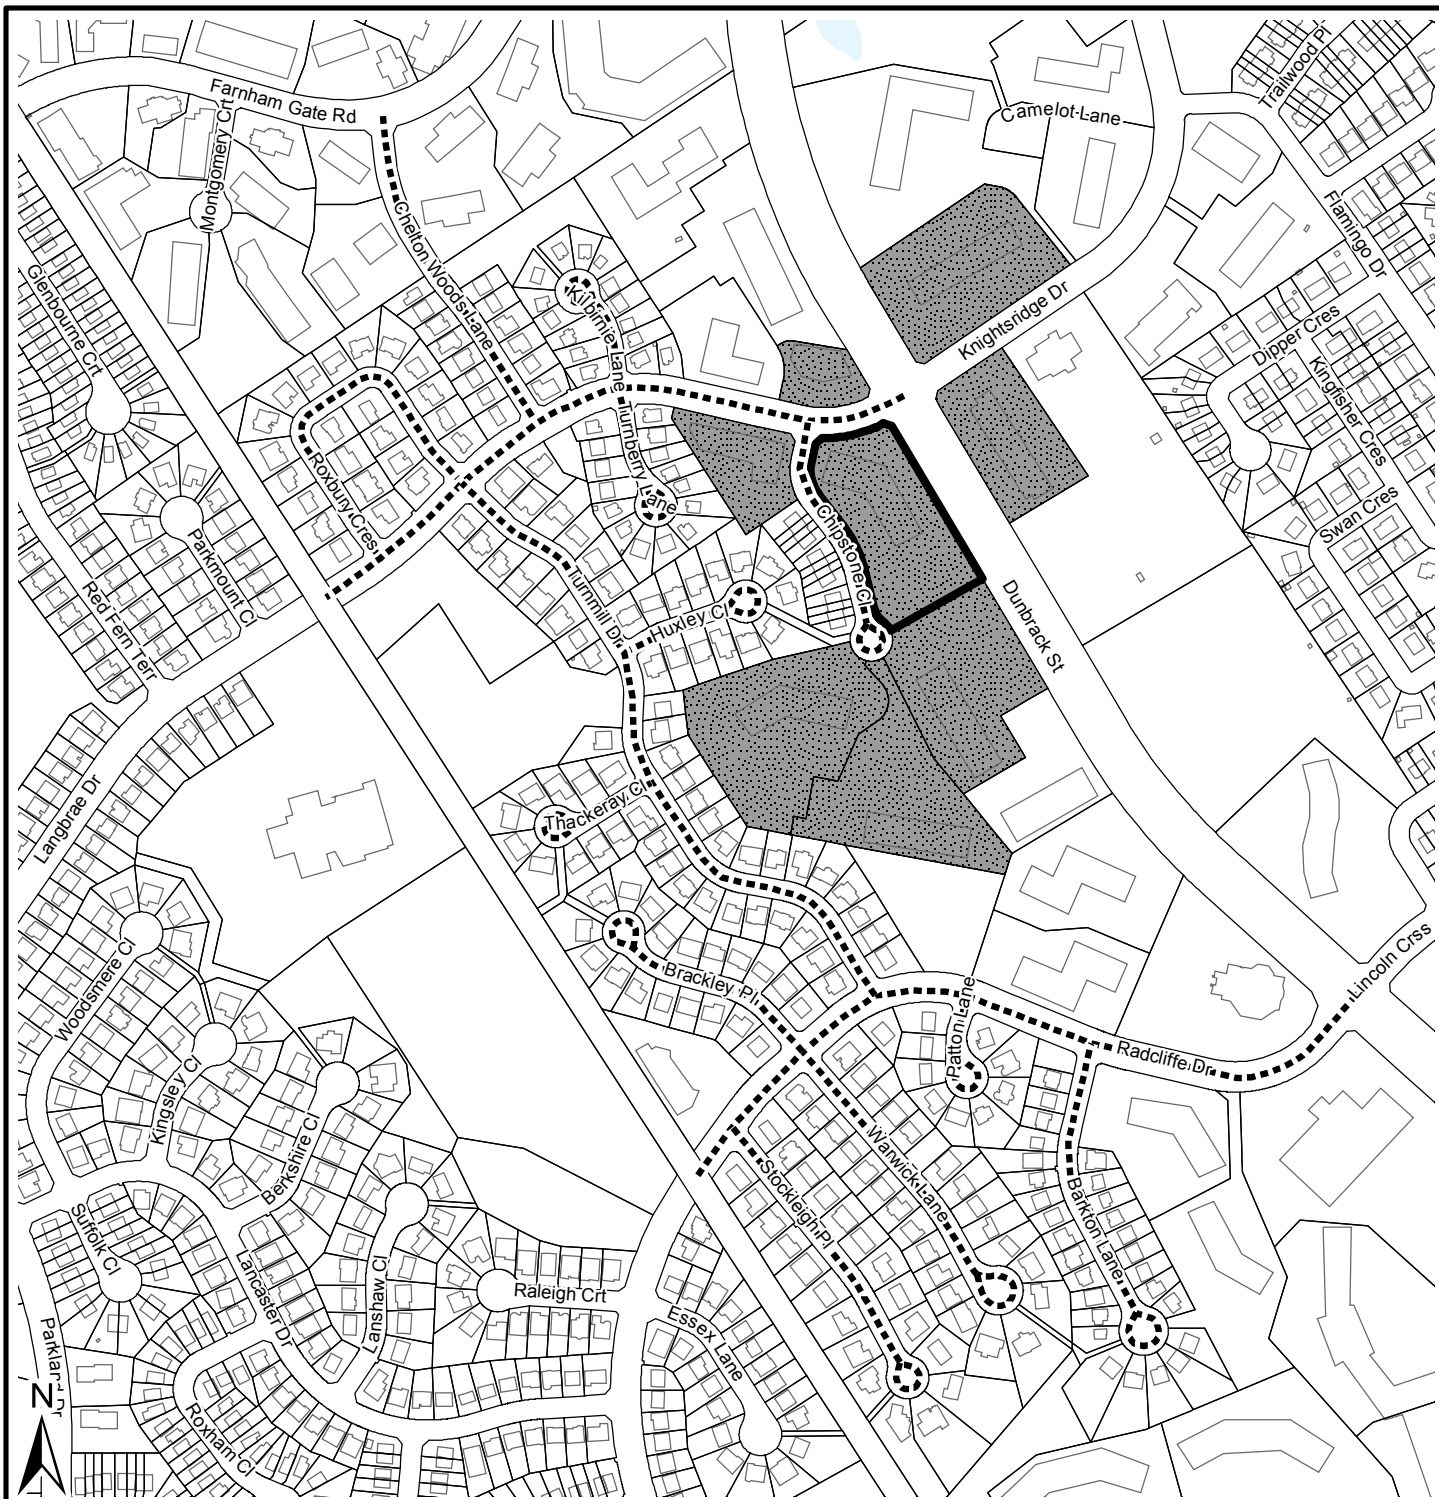 Trailwood Pl
Farnham Gate Rd
Camelot Lane
Montgomery Crt
Chelton Woods Lane
Flamingo Dr
Glenbourne Crt
Kilbirnie Lane
Knightsridge Dr
Dipper Cres
Kingfisher Cres
Turnberry Lane
Roxbury Cres
Swan Cres
Chipstone Cl
Parkmount Cl
Red Fern Terr
Turnmill Dr
Huxley Cl
Dunbrack St
Langbrae Dr
Thackeray Cl
Woodsmere Cl
Brackley Pl
Lincoln Crss
Patton Lane
Radcliffe Dr
Kingsley Cl
Berkshire Cl
Warwick Lane
Stockleigh Pl
Barkton Lane
Suffolk Cl
Lancaster Dr
Lanshaw Cl
Raleigh Crt
Essex Lane
Parkland Dr
Roxham Cl
N